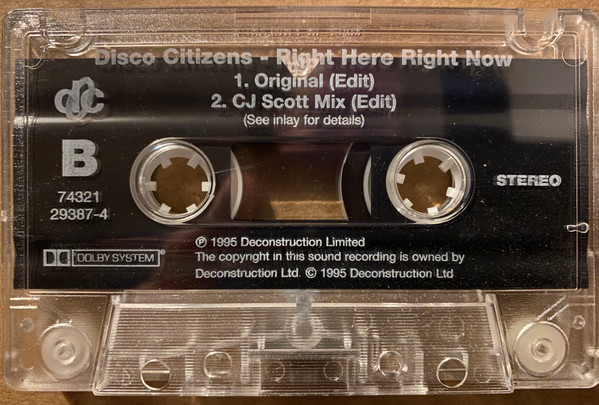 Disco Citizens - Right Here Right Now
1. Original (Edit)
2. CJ Scott Mix (Edit)
(See inlay for details)
dc
B
74321
29387-4
STEREO
DOLBY SYSTEM
℗ 1995 Deconstruction Limited
The copyright in this sound recording is owned by
Deconstruction Ltd. © 1995 Deconstruction Ltd